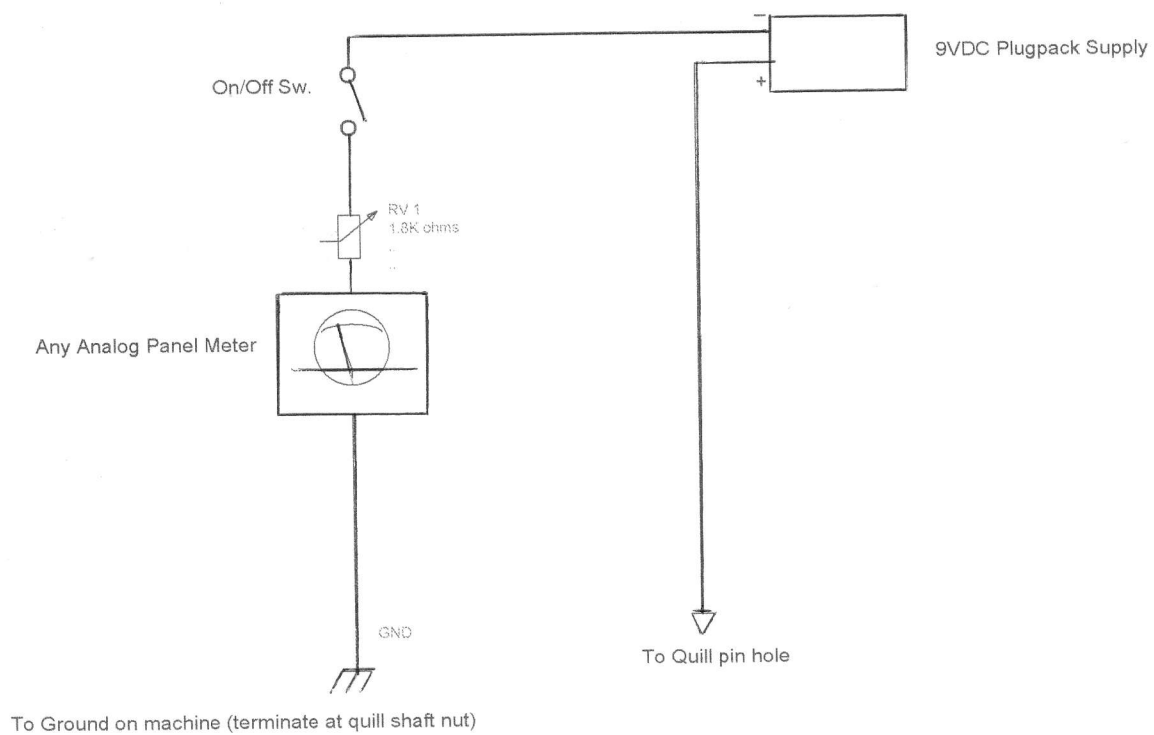 −
9VDC Plugpack Supply
+
On/Off Sw.
RV 1
1.8K ohms
Any Analog Panel Meter
GND
To Quill pin hole
To Ground on machine (terminate at quill shaft nut)